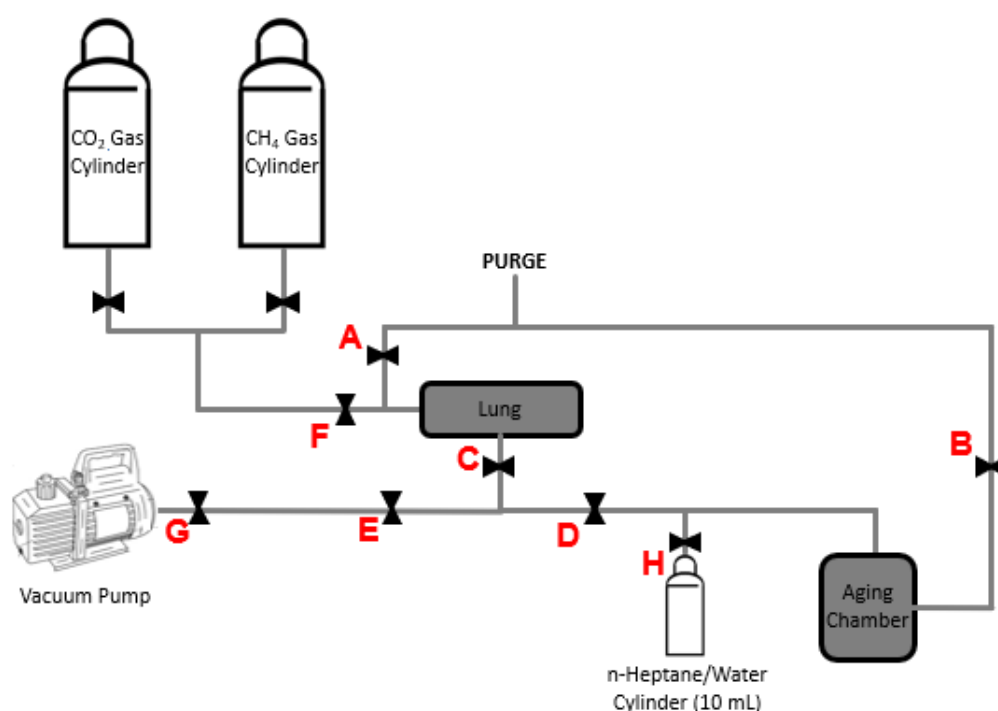 CO₂ Gas
Cylinder
CH₄ Gas
Cylinder
PURGE
A
Lung
F
C
B
G
E
D
H
Vacuum Pump
Aging
Chamber
n-Heptane/Water
Cylinder (10 mL)